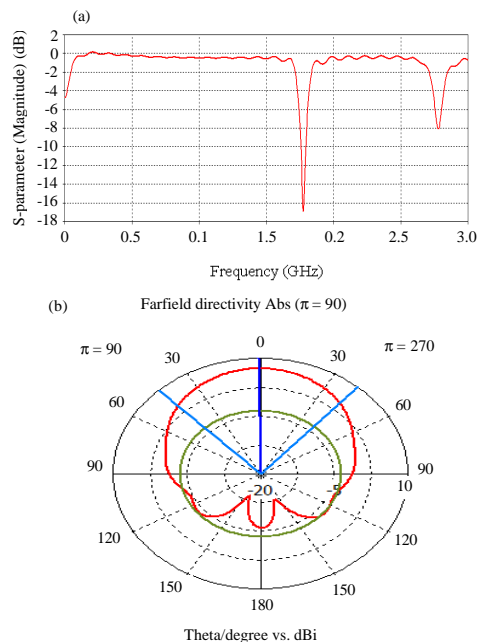 (a)
S-parameter (Magnitude) (dB)
2
0
-2
-4
-6
-8
-10
-12
-14
-16
-18
0 0.5 1.0 1.5 2.0 2.5 3.0
Frequency (GHz)
(b) Farfield directivity Abs (π = 90)
π = 90 0 π = 270
30 30
60 60
90 90
-20 -5 10
120 120
150 150
180
Theta/degree vs. dBi